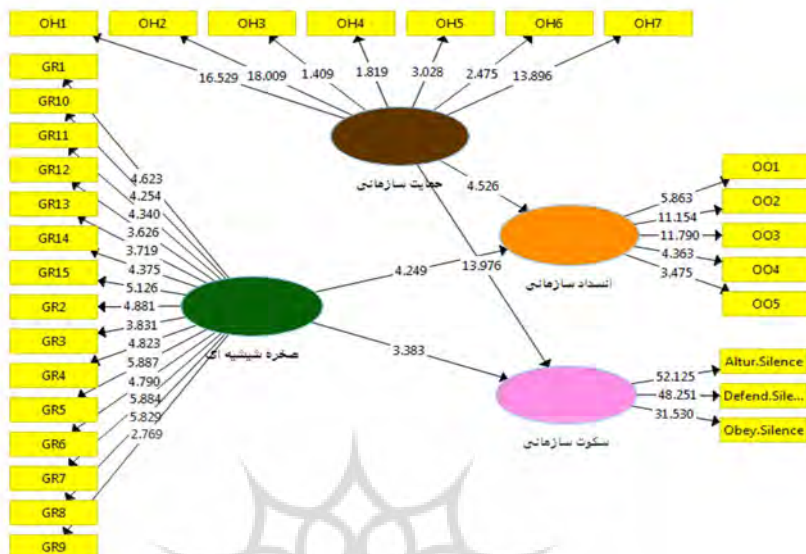 OH1 OH2 OH3 OH4 OH5 OH6 OH7
16.529 18.009 1.409 1.819 3.028 2.475 13.896
حمایت سازمانی
GR1
GR10
GR11
GR12
GR13
GR14
GR15
GR2
GR3
GR4
GR5
GR6
GR7
GR8
GR9
4.623
4.254
4.340
3.626
3.719
4.375
5.126
4.881
3.831
4.823
5.887
4.790
5.884
5.829
2.769
صخره شیشه ای
4.526
4.249
13.976
3.383
انسداد سازمانی
5.863
11.154
11.790
4.363
3.475
OO1
OO2
OO3
OO4
OO5
سکوت سازمانی
52.125
48.251
31.530
Altur.Silence
Defend.Sile...
Obey.Silence